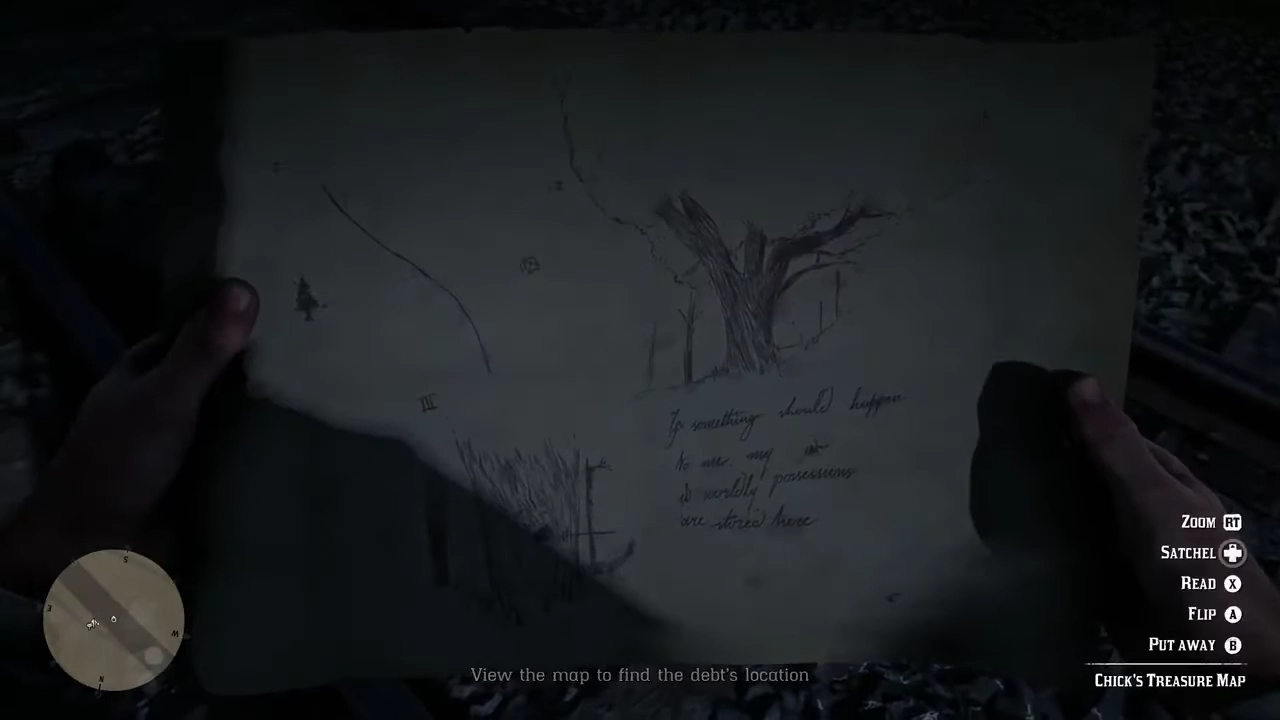 III
If something should happen
to me, my
worldly possessions
are stored here
ZOOM RT
SATCHEL
READ X
FLIP A
PUT AWAY B
CHICK'S TREASURE MAP
View the map to find the debt's location
S
E
W
N